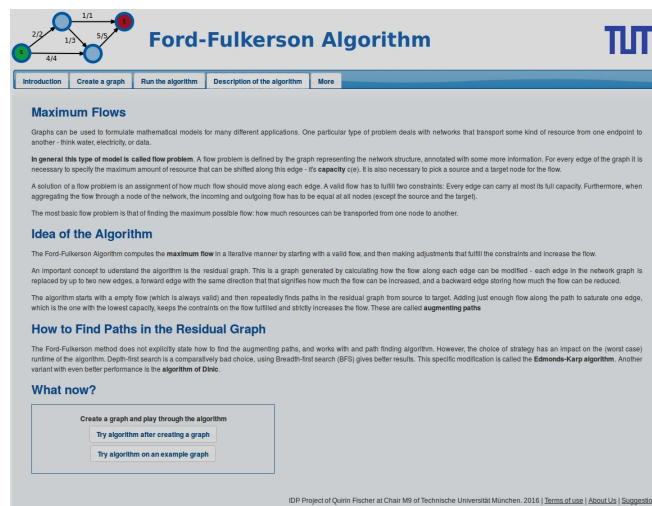 1/1
2/2
1/3
5/5
4/4
s
Ford-Fulkerson Algorithm
Introduction
Create a graph
Run the algorithm
Description of the algorithm
More
Maximum Flows
Graphs can be used to formulate mathematical models for many different applications. One particular type of problem deals with networks that transport some kind of resource from one endpoint to
another - think water, electricity, or data.
In general this type of model is called flow problem. A flow problem is defined by the graph representing the network structure, annotated with some more information. For every edge of the graph it is
necessary to specify the maximum amount of resource that can be shifted along this edge - it's capacity c(e). It is also necessary to pick a source and a target node for the flow.
A solution of a flow problem is an assignment of how much flow should move along each edge. A valid flow has to fulfill two constraints: Every edge can carry at most its full capacity. Furthermore, when
aggregating the flow through a node of the network, the incoming and outgoing flow has to be equal at all nodes (except the source and the target).
The most basic flow problem is that of finding the maximum possible flow: how much resources can be transported from one node to another.
Idea of the Algorithm
The Ford-Fulkerson Algorithm computes the maximum flow in a iterative manner by starting with a valid flow, and then making adjustments that fulfill the constraints and increase the flow.
An important concept to uderstand the algorithm is the residual graph. This is a graph generated by calculating how the flow along each edge can be modified - each edge in the network graph is
replaced by up to two new edges, a forward edge with the same direction that that signifies how much the flow can be increased, and a backward edge storing how much the flow can be reduced.
The algorithm starts with a empty flow (which is always valid) and then repeatedly finds paths in the residual graph from source to target. Adding just enough flow along the path to saturate one edge,
which is the one with the lowest capacity, keeps the contraints on the flow fulfilled and strictly increases the flow. These are called augmenting paths
How to Find Paths in the Residual Graph
The Ford-Fulkerson method does not explicitly state how to find the augmenting paths, and works with and path finding algorithm. However, the choice of strategy has an impact on the (worst case)
runtime of the algorithm. Depth-first search is a comparatively bad choice, using Breadth-first search (BFS) gives better results. This specific modification is called the Edmonds-Karp algorithm. Another
variant with even better performance is the algorithm of Dinic.
What now?
Create a graph and play through the algorithm
Try algorithm after creating a graph
Try algorithm on an example graph
IDP Project of Quirin Fischer at Chair M9 of Technische Universität München. 2016 | Terms of use | About Us | Suggestio